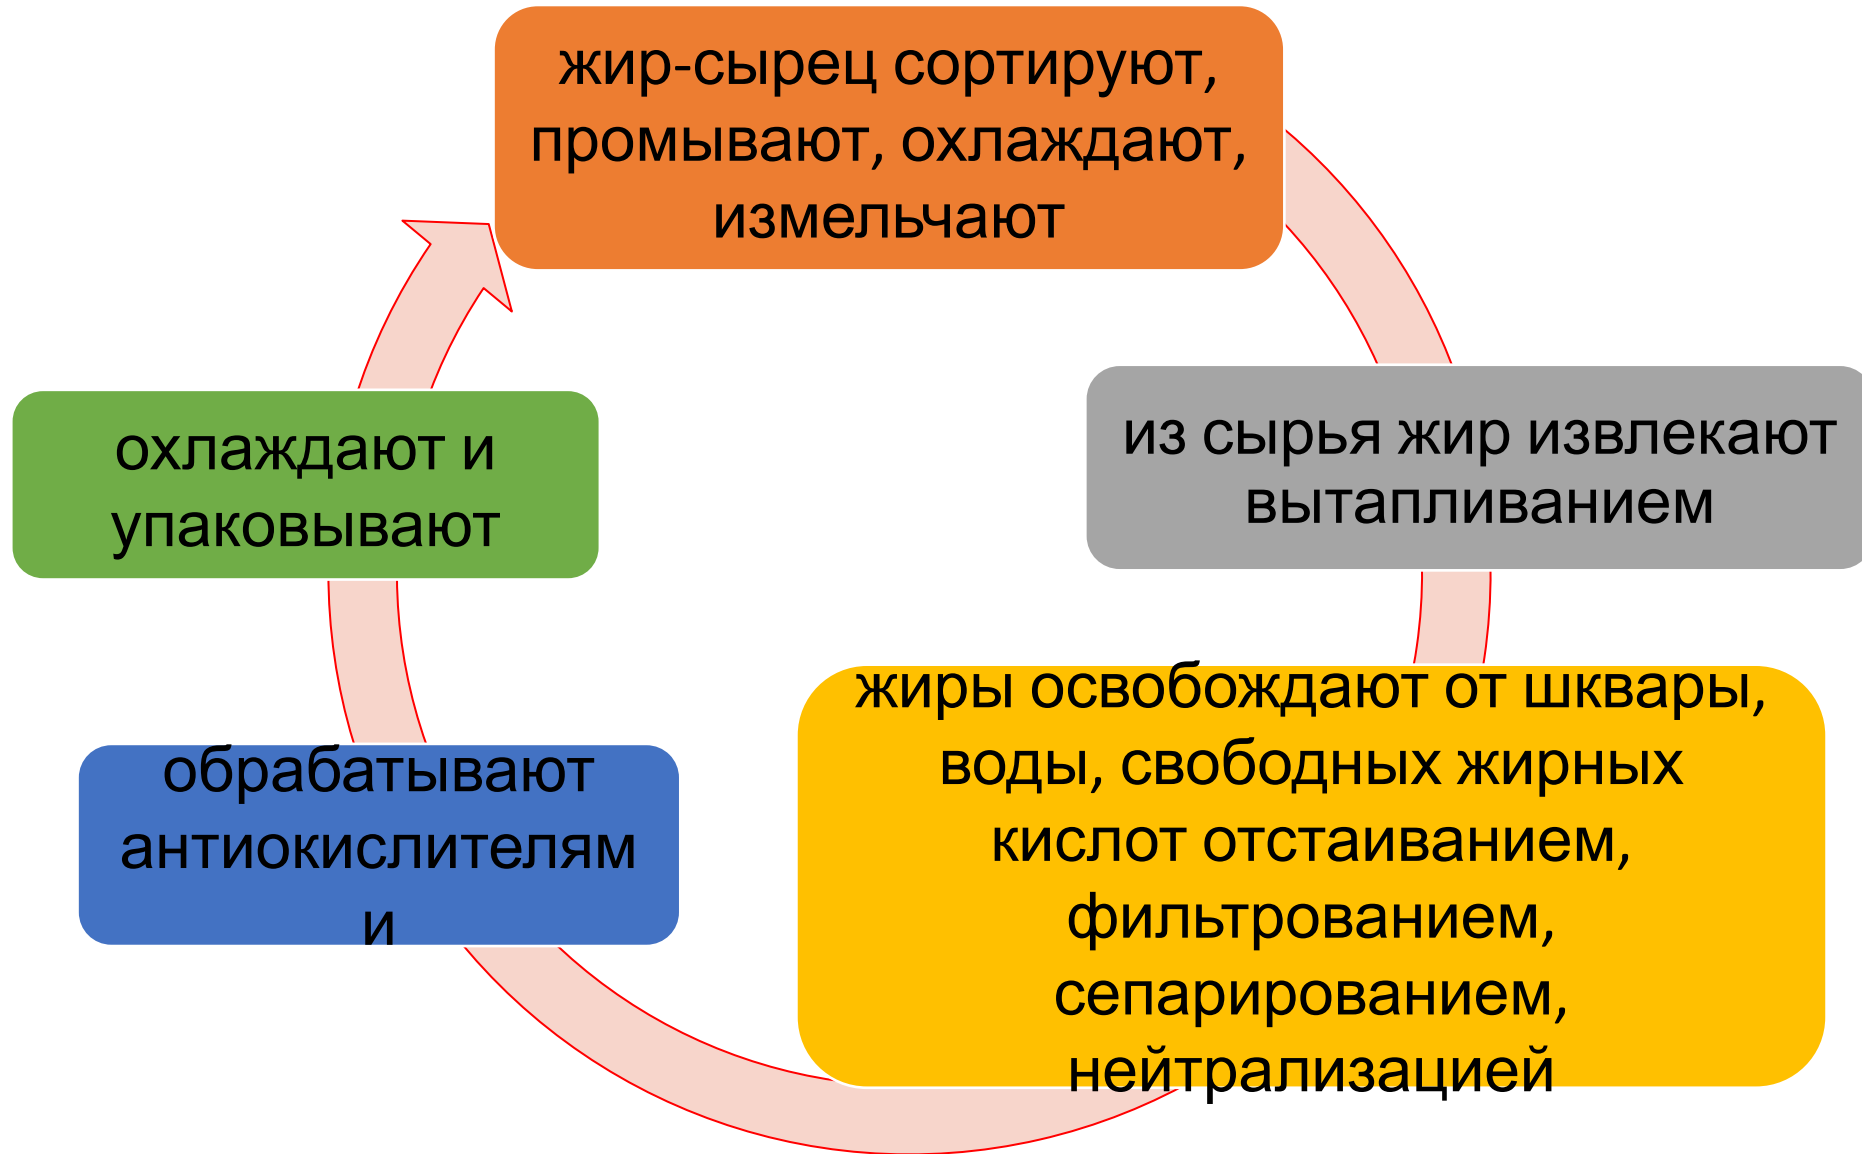 жир-сырец сортируют,
промывают, охлаждают,
измельчают
из сырья жир извлекают
вытапливанием
жиры освобождают от шквары,
воды, свободных жирных
кислот отстаиванием,
фильтрованием,
сепарированием,
нейтрализацией
обрабатывают
антиокислителям
и
охлаждают и
упаковывают